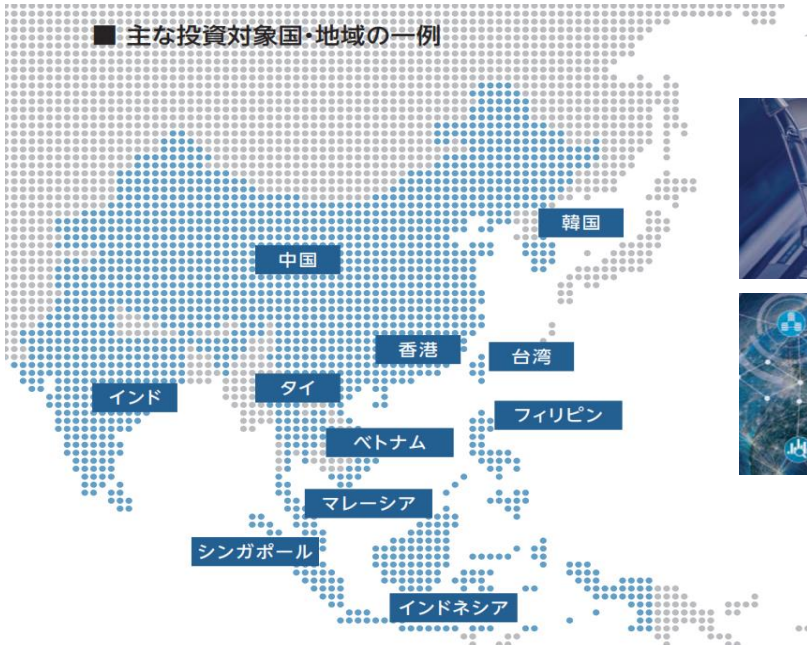 ■ 主な投資対象国・地域の一例
韓国
中国
香港
台湾
インド
タイ
フィリピン
ベトナム
マレーシア
シンガポール
インドネシア